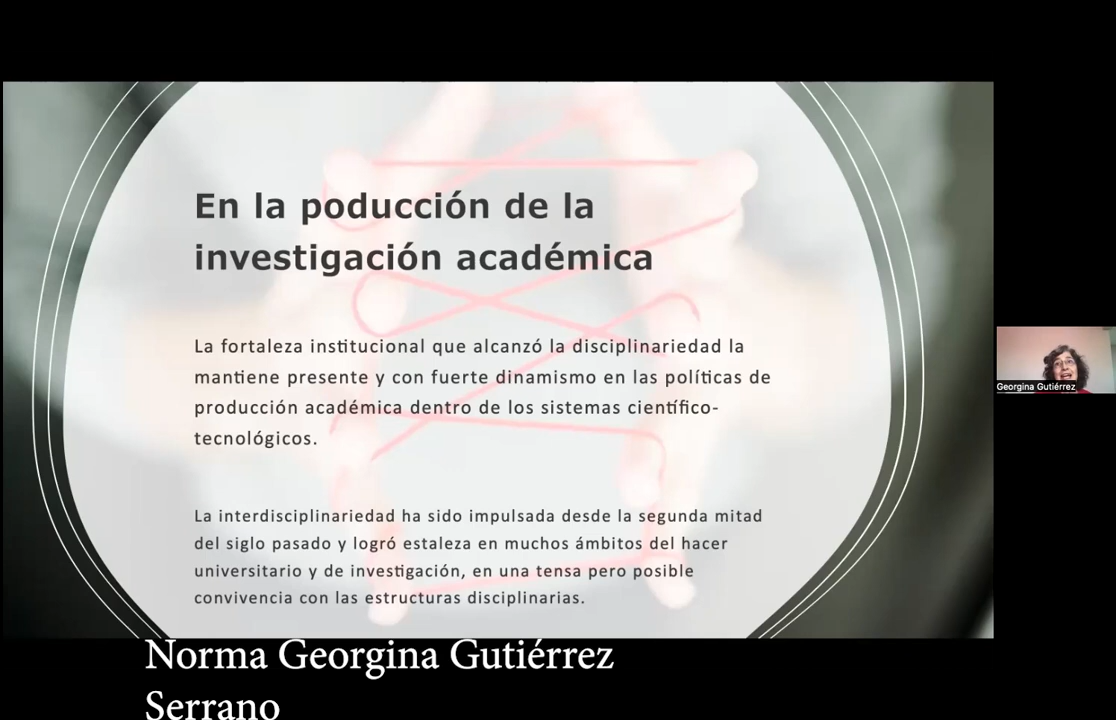 En la poducción de la
investigación académica
La fortaleza institucional que alcanzó la disciplinariedad la
mantiene presente y con fuerte dinamismo en las políticas de
producción académica dentro de los sistemas científico-
tecnológicos.
La interdisciplinariedad ha sido impulsada desde la segunda mitad
del siglo pasado y logró estaleza en muchos ámbitos del hacer
universitario y de investigación, en una tensa pero posible
convivencia con las estructuras disciplinarias.
Georgina Gutiérrez
Norma Georgina Gutiérrez
Serrano